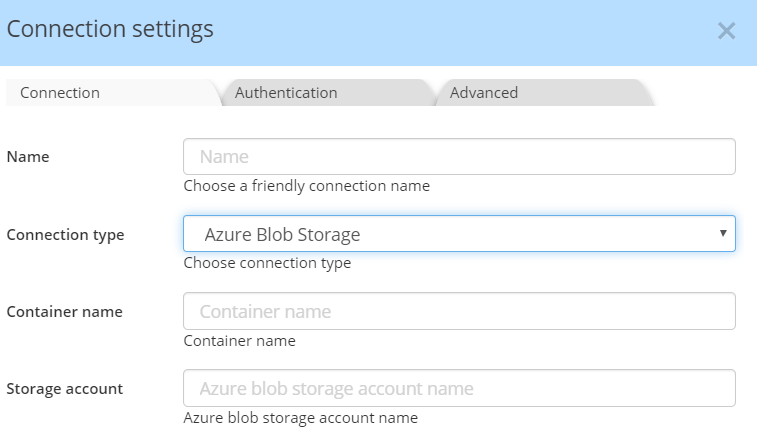 Connection settings ×
Connection Authentication Advanced
Name Name
Choose a friendly connection name
Connection type Azure Blob Storage
Choose connection type
Container name Container name
Container name
Storage account Azure blob storage account name
Azure blob storage account name